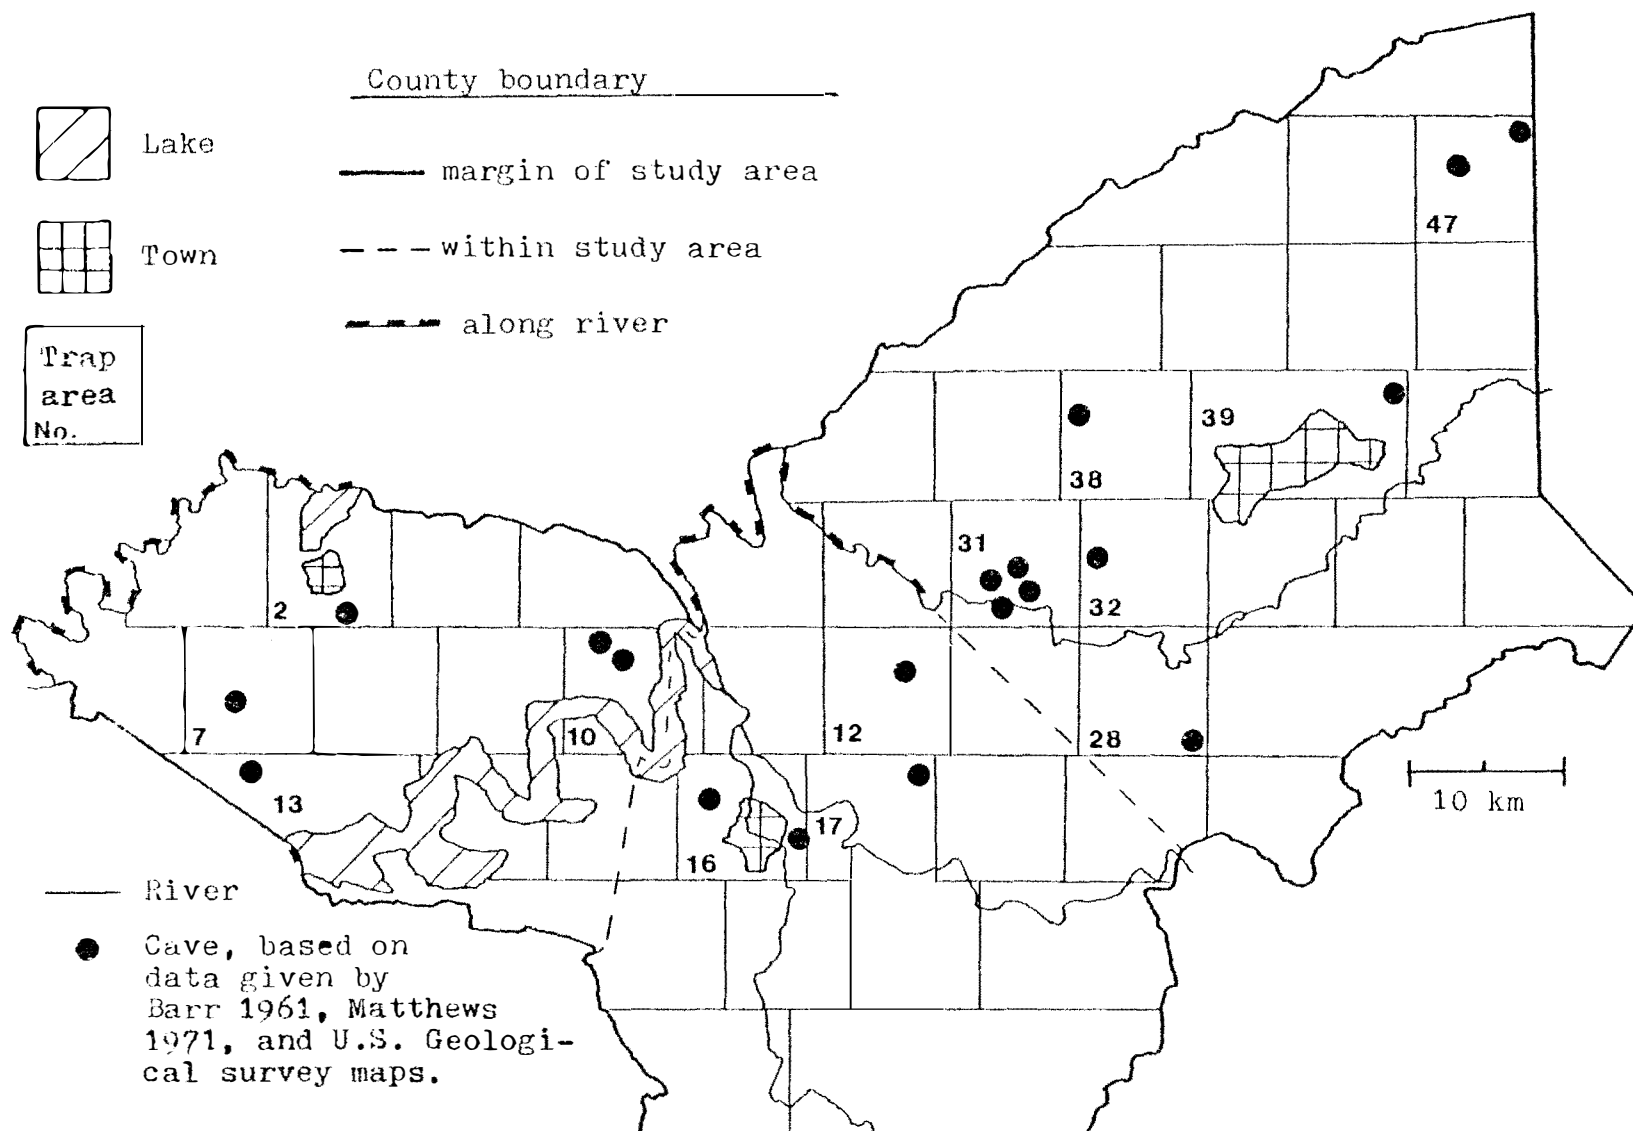 County boundary
Lake
margin of study area
Town
within study area
along river
Trap
area
No.
47
39
38
31
32
2
7
10
12
28
13
17
16
10 km
River
Cave, based on
data given by
Barr 1961, Matthews
1971, and U.S. Geologi-
cal survey maps.